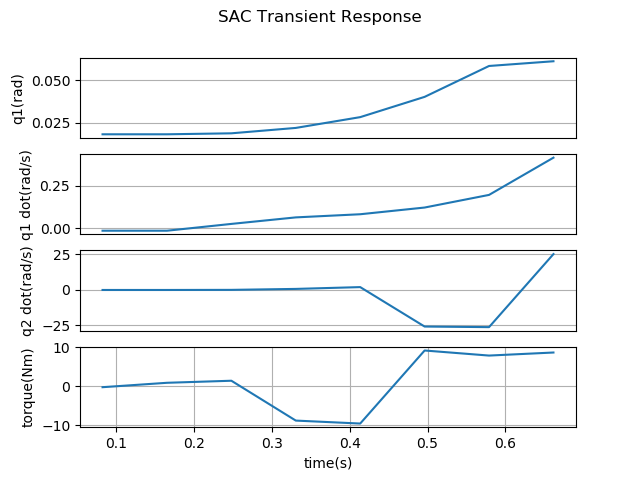 SAC Transient Response
q1(rad)
0.050
0.025
q1 dot(rad/s)
0.25
0.00
q2 dot(rad/s)
25
0
−25
torque(Nm)
10
0
−10
0.1 0.2 0.3 0.4 0.5 0.6
time(s)